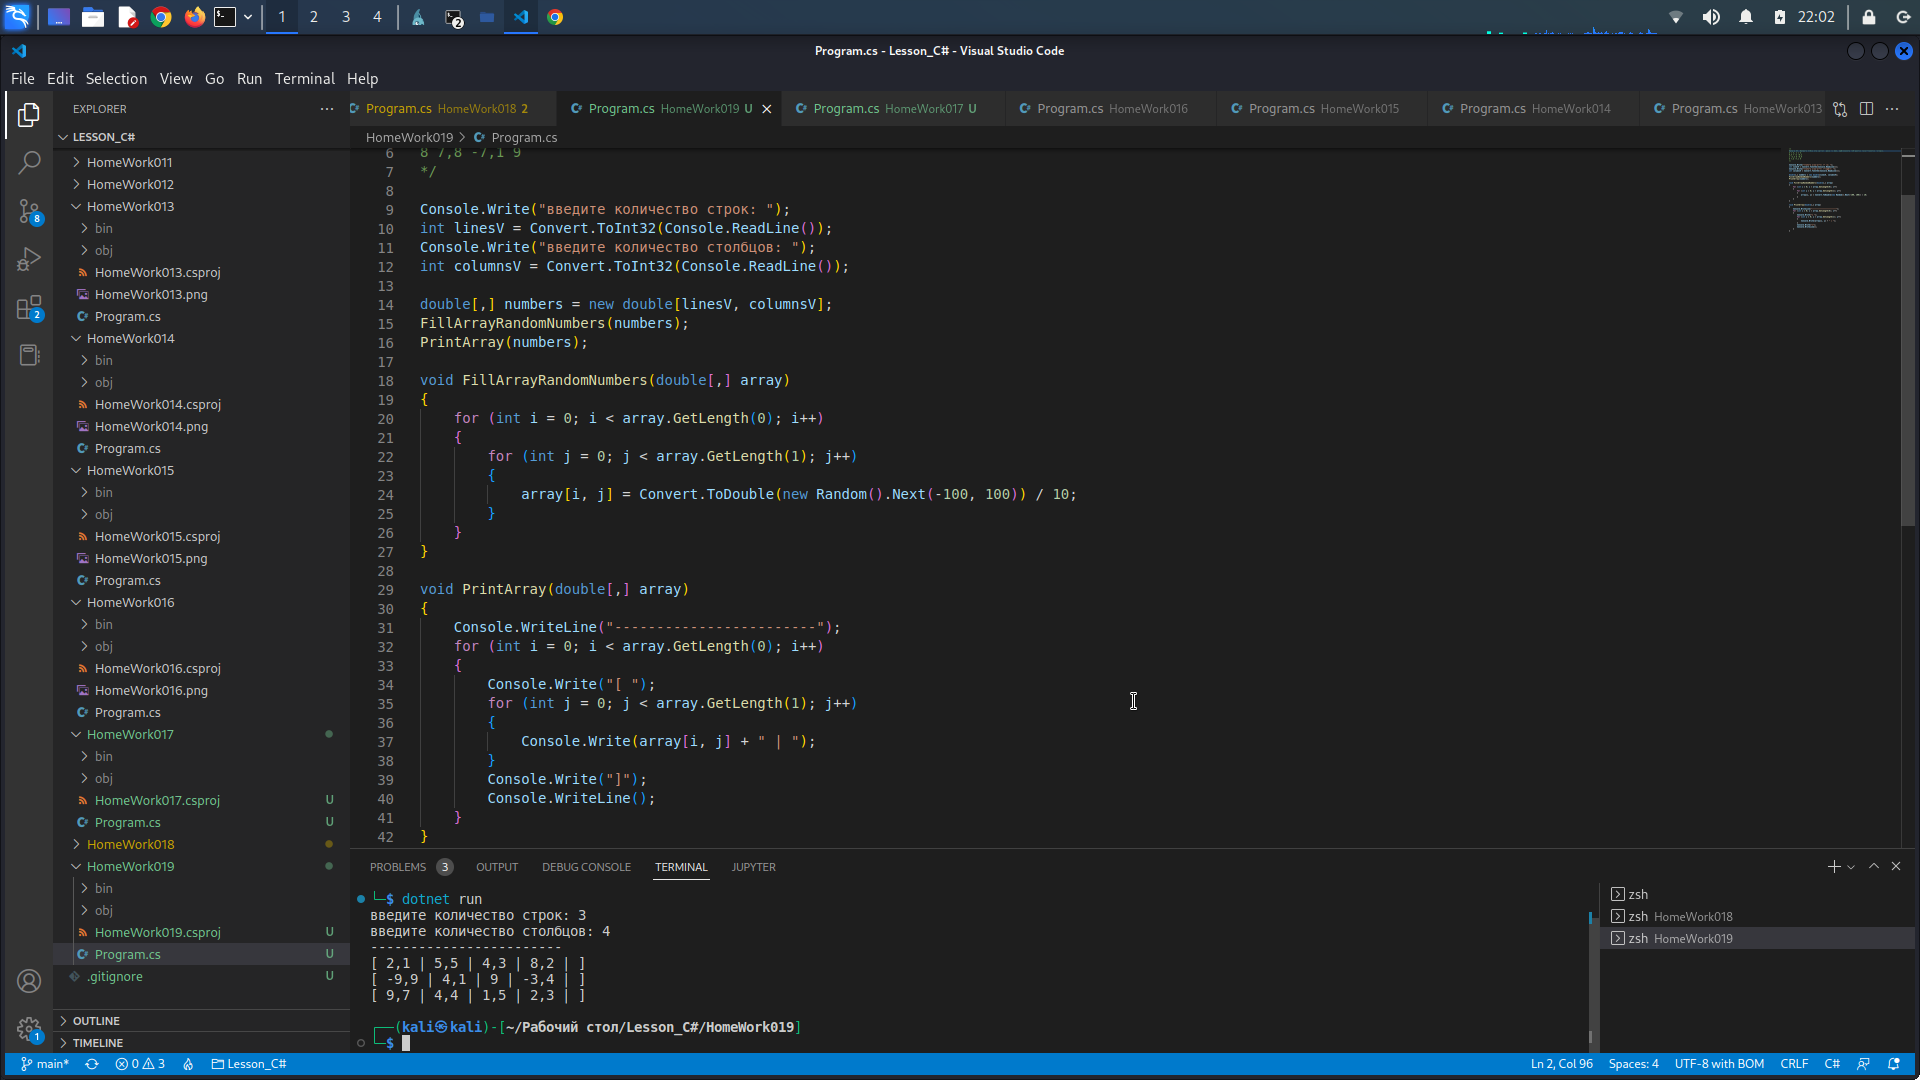 1 2 3 4 2 22:02
Program.cs - Lesson_C# - Visual Studio Code
File Edit Selection View Go Run Terminal Help
EXPLORER
LESSON_C#
HomeWork011
HomeWork012
HomeWork013
bin
obj
HomeWork013.csproj
HomeWork013.png
Program.cs
HomeWork014
bin
obj
HomeWork014.csproj
HomeWork014.png
Program.cs
HomeWork015
bin
obj
HomeWork015.csproj
HomeWork015.png
Program.cs
HomeWork016
bin
obj
HomeWork016.csproj
HomeWork016.png
Program.cs
HomeWork017
bin
obj
HomeWork017.csproj U
Program.cs U
HomeWork018
HomeWork019
bin
obj
HomeWork019.csproj U
Program.cs U
.gitignore U
OUTLINE
TIMELINE
8
2
1
Program.cs HomeWork018 2 Program.cs HomeWork019 U Program.cs HomeWork017 U Program.cs HomeWork016 Program.cs HomeWork015 Program.cs HomeWork014 Program.cs HomeWork013
HomeWork019 > Program.cs
6 8 7,8 -7,1 9
7 */
8
9 Console.Write("введите количество строк: ");
10 int linesV = Convert.ToInt32(Console.ReadLine());
11 Console.Write("введите количество столбцов: ");
12 int columnsV = Convert.ToInt32(Console.ReadLine());
13
14 double[,] numbers = new double[linesV, columnsV];
15 FillArrayRandomNumbers(numbers);
16 PrintArray(numbers);
17
18 void FillArrayRandomNumbers(double[,] array)
19 {
20 for (int i = 0; i < array.GetLength(0); i++)
21 {
22 for (int j = 0; j < array.GetLength(1); j++)
23 {
24 array[i, j] = Convert.ToDouble(new Random().Next(-100, 100)) / 10;
25 }
26 }
27 }
28
29 void PrintArray(double[,] array)
30 {
31 Console.WriteLine("------------------------");
32 for (int i = 0; i < array.GetLength(0); i++)
33 {
34 Console.Write("[ ");
35 for (int j = 0; j < array.GetLength(1); j++)
36 {
37 Console.Write(array[i, j] + " | ");
38 }
39 Console.Write("]");
40 Console.WriteLine();
41 }
42 }
PROBLEMS 3 OUTPUT DEBUG CONSOLE TERMINAL JUPYTER
└─$ dotnet run
введите количество строк: 3
введите количество столбцов: 4
------------------------
[ 2,1 | 5,5 | 4,3 | 8,2 | ]
[ -9,9 | 4,1 | 9 | -3,4 | ]
[ 9,7 | 4,4 | 1,5 | 2,3 | ]
┌──(kali㉿kali)-[~/Рабочий стол/Lesson_C#/HomeWork019]
└─$
zsh
zsh HomeWork018
zsh HomeWork019
main* 0 3 Lesson_C# Ln 2, Col 96 Spaces: 4 UTF-8 with BOM CRLF C#